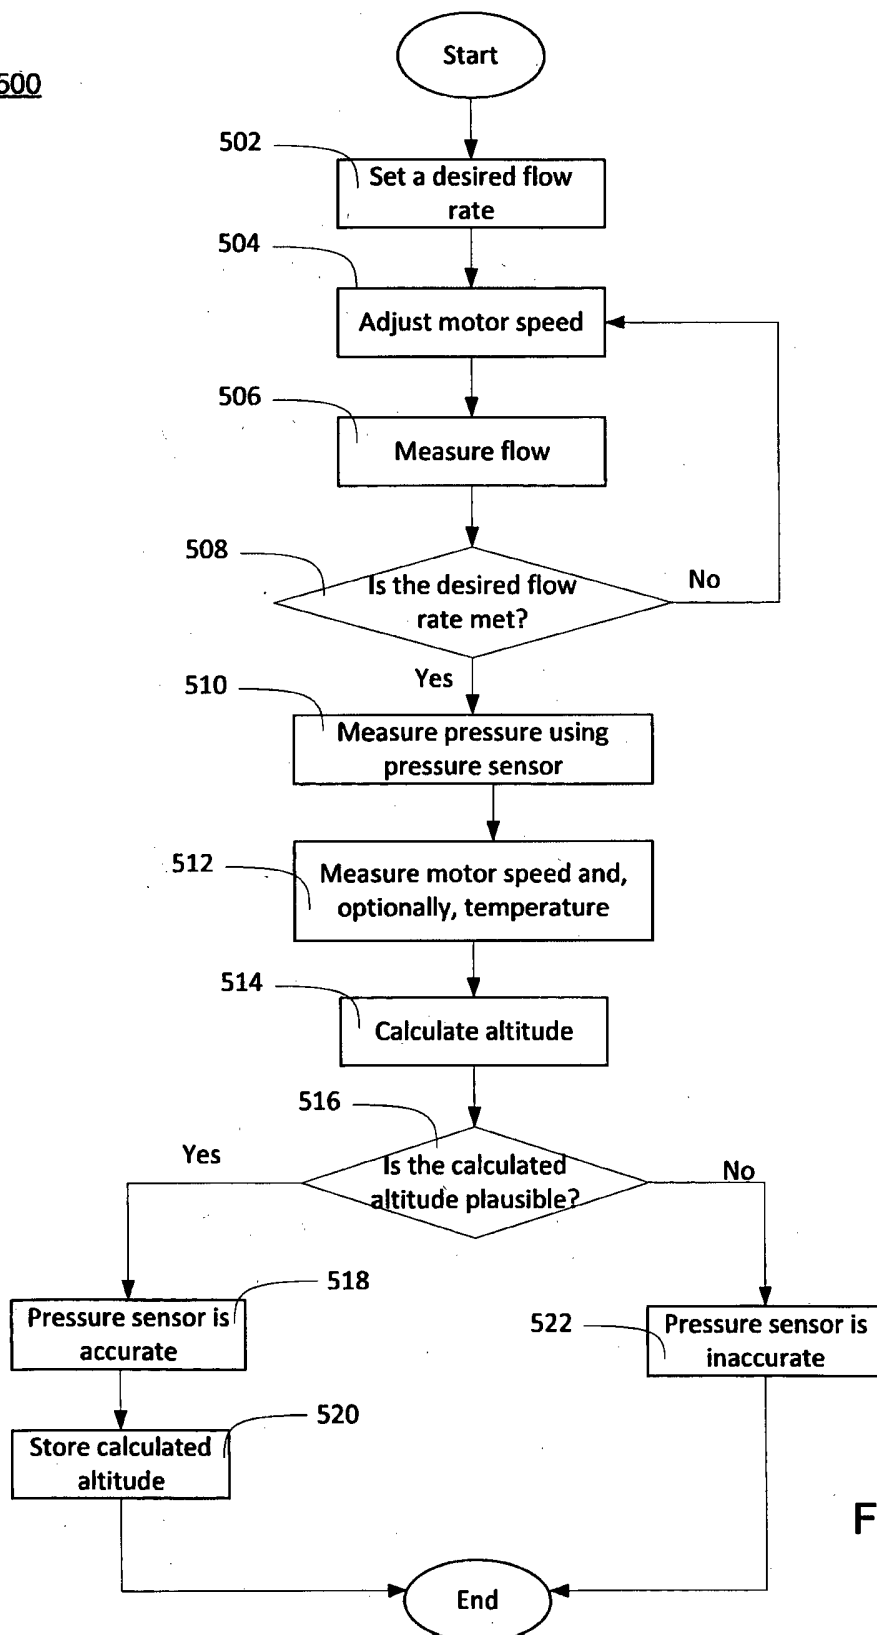 500
Start
502
Set a desired flow
rate
504
Adjust motor speed
506
Measure flow
508
Is the desired flow
rate met?
No
Yes
510
Measure pressure using
pressure sensor
512
Measure motor speed and,
optionally, temperature
514
Calculate altitude
516
Is the calculated
altitude plausible?
Yes
No
518
Pressure sensor is
accurate
522
Pressure sensor is
inaccurate
520
Store calculated
altitude
F
End